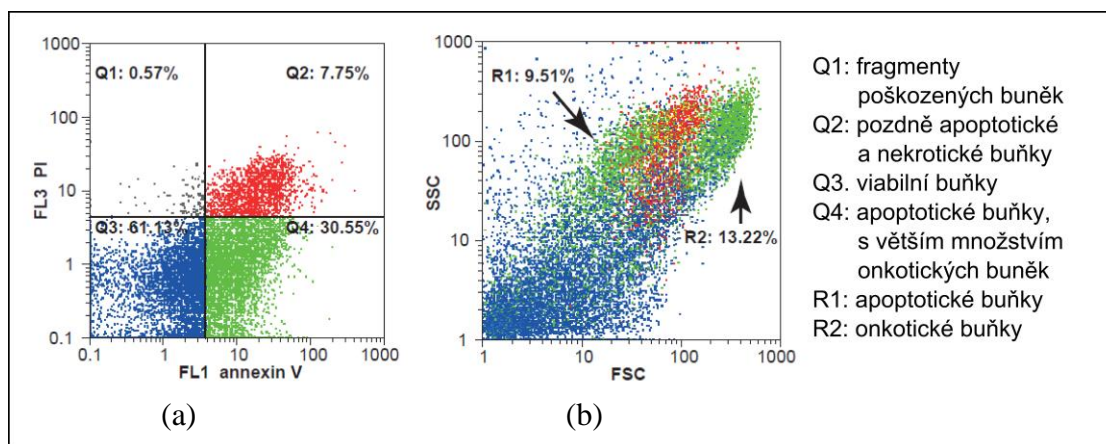 1000
Q1: 0.57%
Q2: 7.75%
100
10
Q3: 61.13%
Q4: 30.55%
1
0.1
0.1
1
10
100
1000
FL3 PI
FL1 annexin V
(a)
1000
R1: 9.51%
100
10
R2: 13.22%
1
1
10
100
1000
SSC
FSC
(b)
Q1: fragmenty
poškozených buněk
Q2: pozdně apoptotické
a nekrotické buňky
Q3. viabilní buňky
Q4: apoptotické buňky,
s větším množstvím
onkotických buněk
R1: apoptotické buňky
R2: onkotické buňky